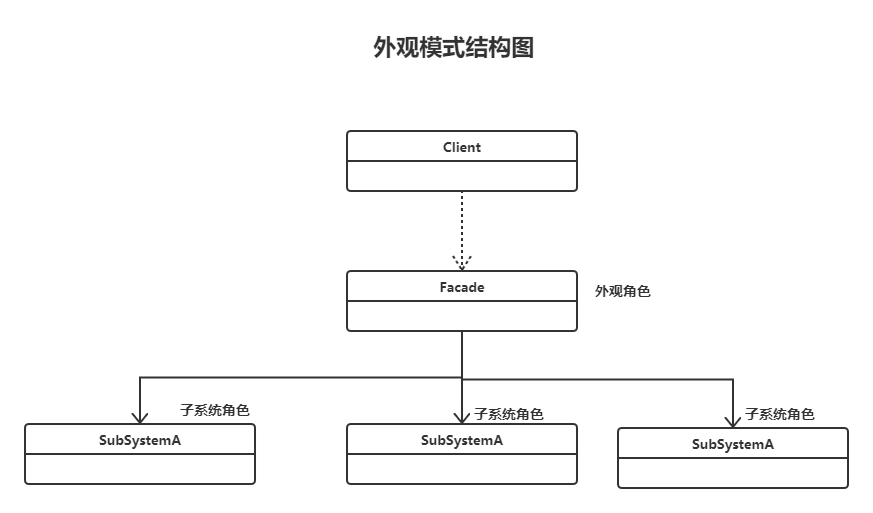 外观模式结构图
Client
Facade
外观角色
子系统角色
子系统角色
子系统角色
SubSystemA
SubSystemA
SubSystemA